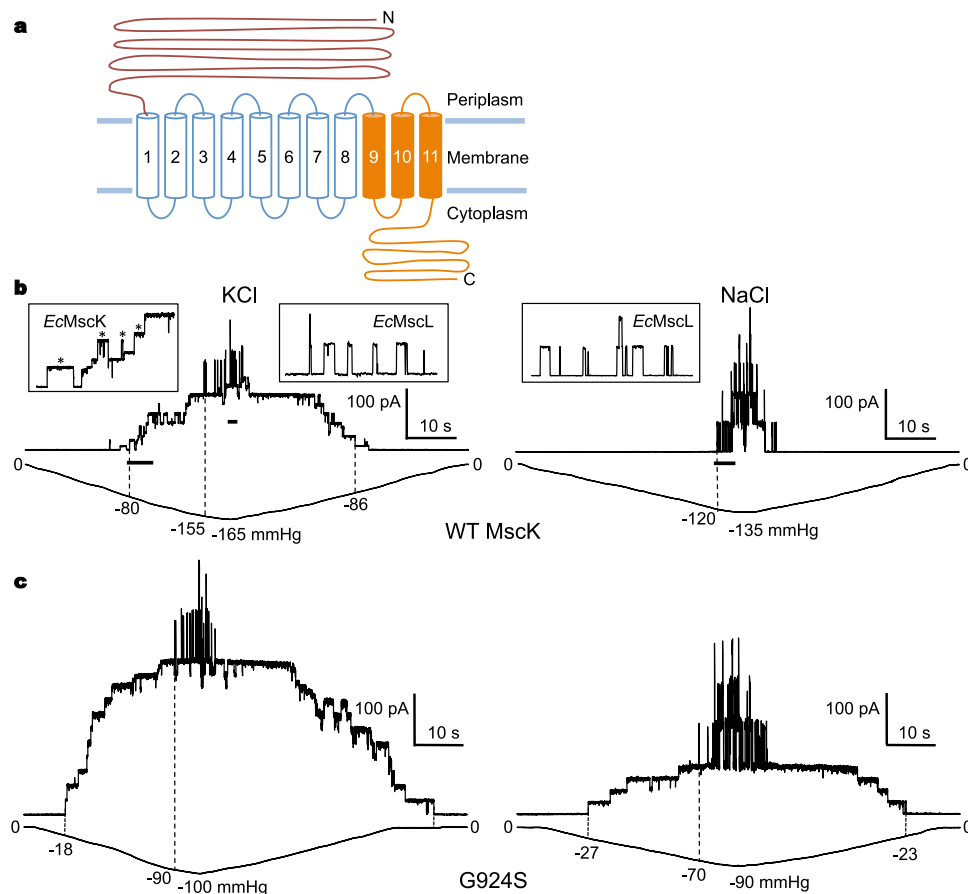 a
N
Periplasm
1 2 3 4 5 6 7 8 9 10 11
Membrane
Cytoplasm
C
b
KCl
NaCl
EcMscK
* * * *
EcMscL
EcMscL
100 pA
10 s
100 pA
10 s
0
0
0
0
-80
-155
-165 mmHg
-86
-120
-135 mmHg
WT MscK
c
100 pA
10 s
100 pA
10 s
0
0
0
0
-18
-90
-100 mmHg
-27
-70
-90 mmHg
-23
G924S